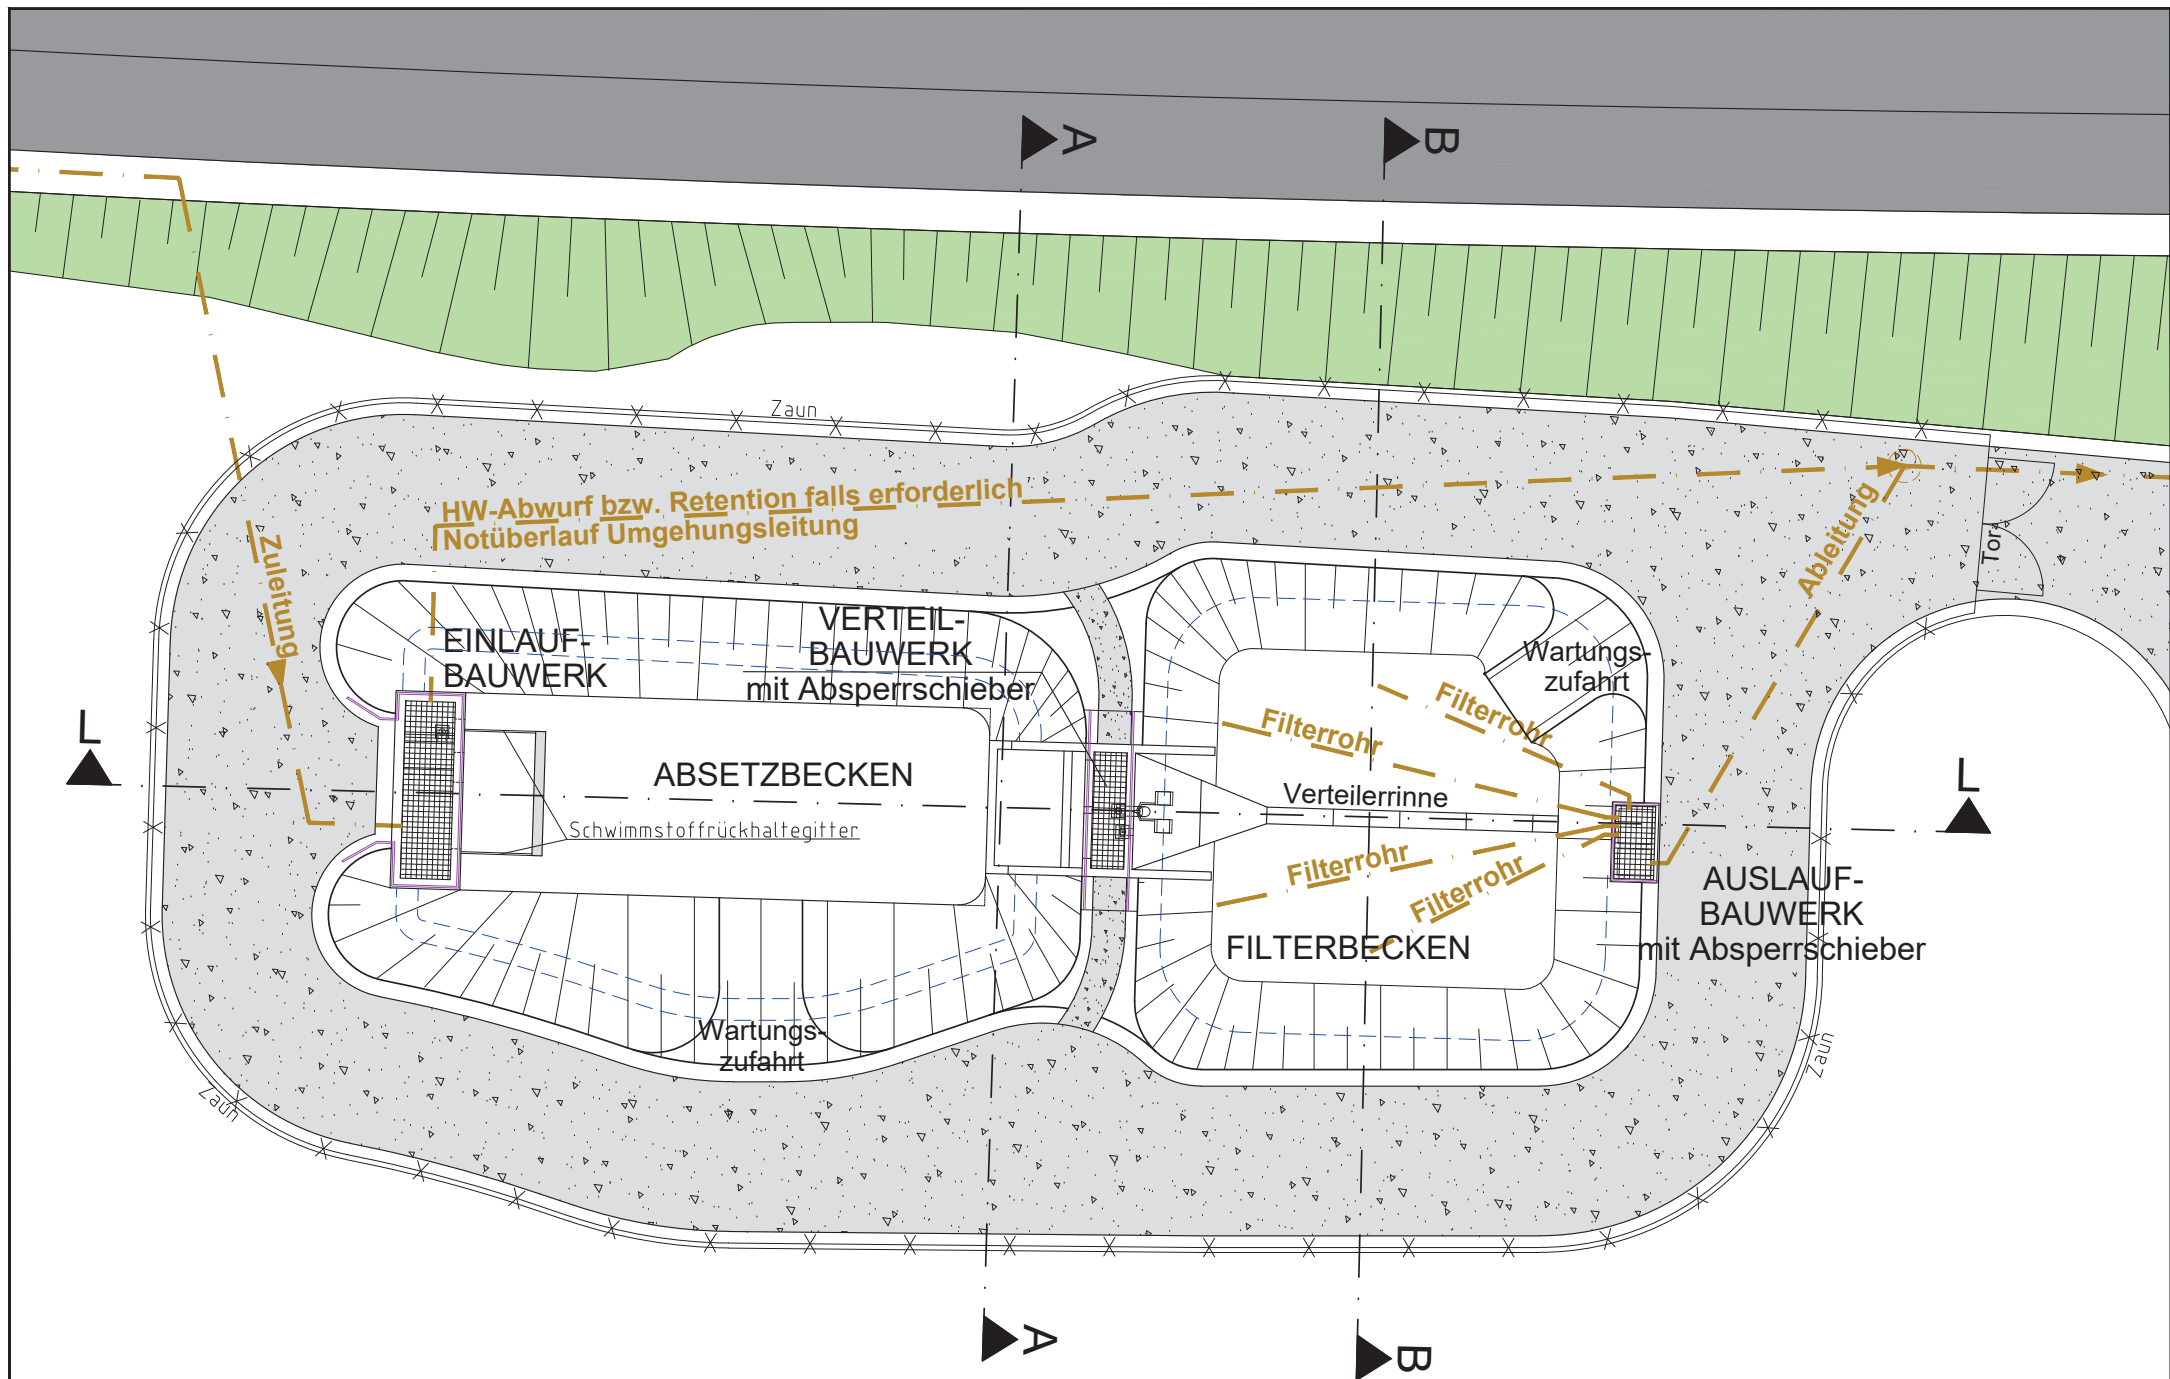 A
B
Zaun
HW-Abwurf bzw. Retention falls erforderlich
Notüberlauf Umgehungsleitung
Zuleitung
Ableitung
Tor
EINLAUF-
BAUWERK
VERTEIL-
BAUWERK
mit Absperrschieber
Wartungs-
zufahrt
Filterrohr
Filterrohr
L
ABSETZBECKEN
Verteilerrinne
L
Schwimmstoffrückhaltegitter
Filterrohr
Filterrohr
FILTERBECKEN
AUSLAUF-
BAUWERK
mit Absperrschieber
Wartungs-
zufahrt
Zaun
Zaun
A
B